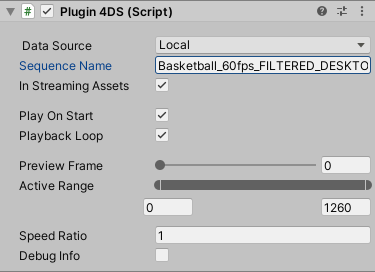 Plugin 4DS (Script)
Data Source Local
Sequence Name Basketball_60fps_FILTERED_DESKTO
In Streaming Assets
Play On Start
Playback Loop
Preview Frame 0
Active Range
0 1260
Speed Ratio 1
Debug Info